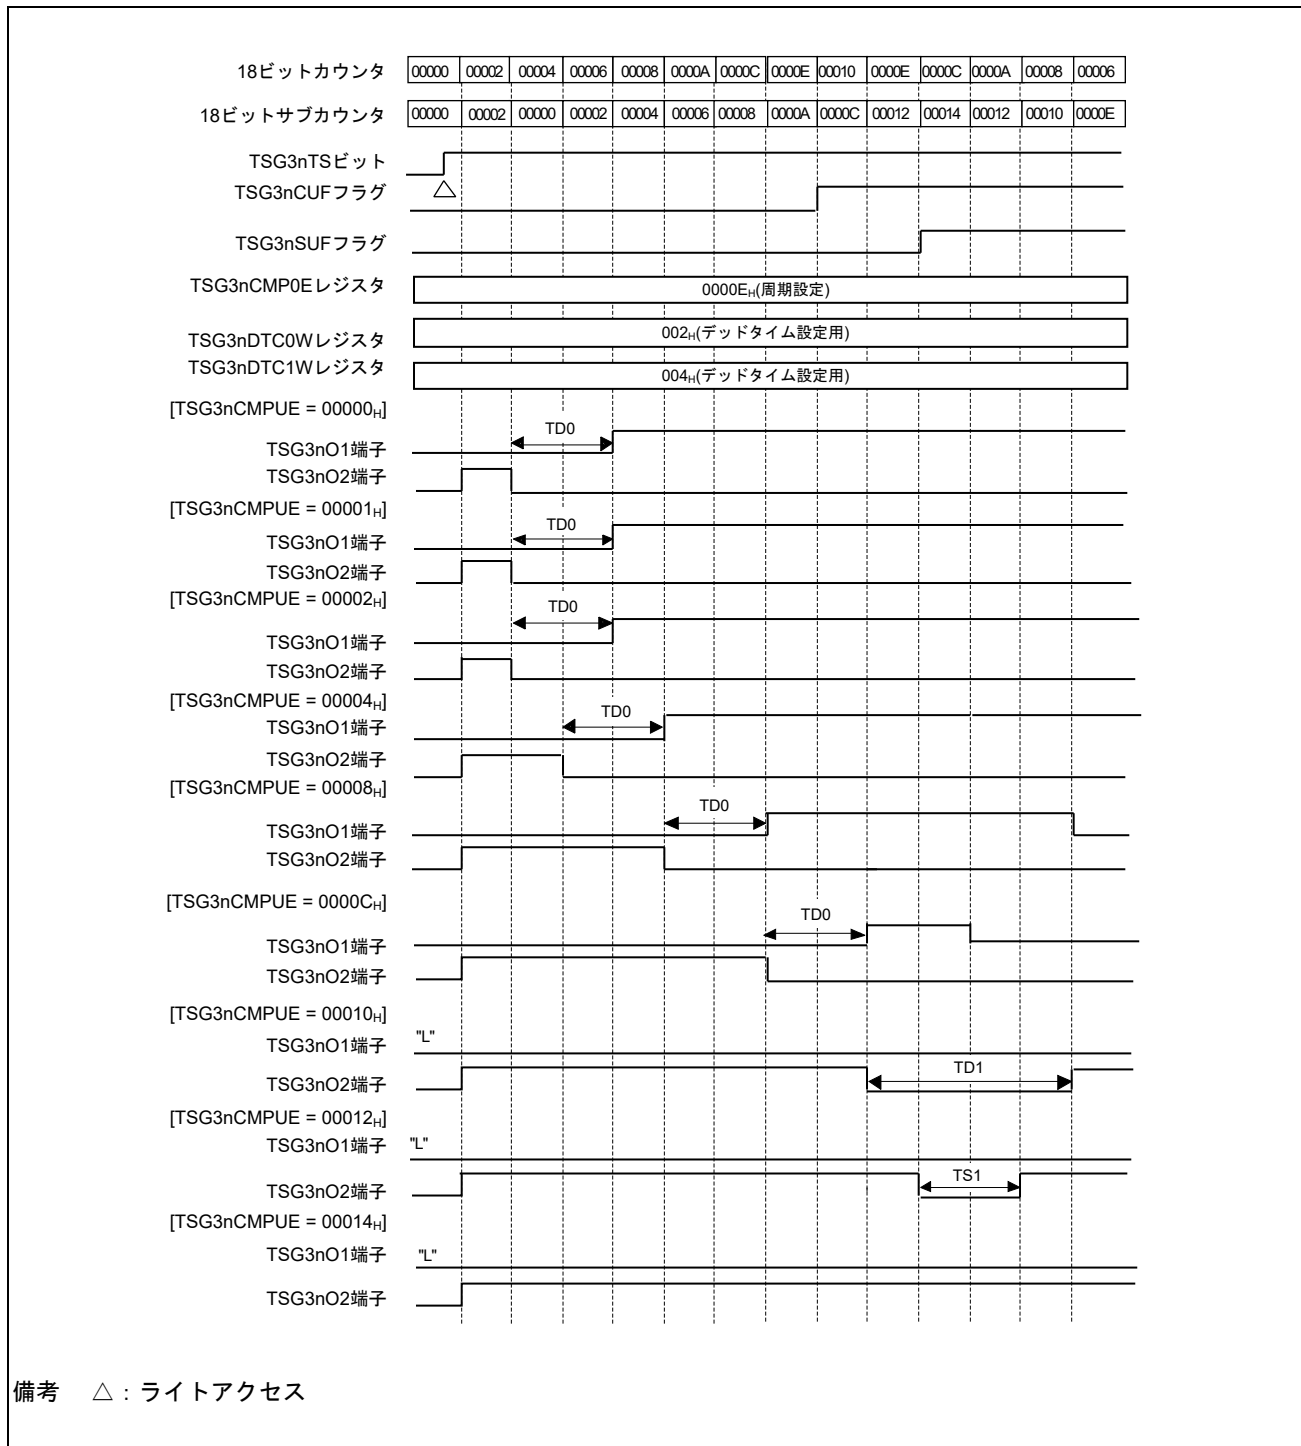 18ビットカウンタ 00000 00002 00004 00006 00008 0000A 0000C 0000E 00010 0000E 0000C 0000A 00008 00006
18ビットサブカウンタ 00000 00002 00000 00002 00004 00006 00008 0000A 0000C 00012 00014 00012 00010 0000E
TSG3nTSビット
TSG3nCUFフラグ △
TSG3nSUFフラグ
TSG3nCMP0Eレジスタ 0000EH(周期設定)
TSG3nDTC0Wレジスタ 002H(デッドタイム設定用)
TSG3nDTC1Wレジスタ 004H(デッドタイム設定用)
[TSG3nCMPUE = 00000H]
TD0
TSG3nO1端子
TSG3nO2端子
[TSG3nCMPUE = 00001H]
TD0
TSG3nO1端子
TSG3nO2端子
[TSG3nCMPUE = 00002H]
TD0
TSG3nO1端子
TSG3nO2端子
[TSG3nCMPUE = 00004H]
TD0
TSG3nO1端子
TSG3nO2端子
[TSG3nCMPUE = 00008H]
TD0
TSG3nO1端子
TSG3nO2端子
[TSG3nCMPUE = 0000CH]
TD0
TSG3nO1端子
TSG3nO2端子
[TSG3nCMPUE = 00010H]
TSG3nO1端子 "L"
TSG3nO2端子 TD1
[TSG3nCMPUE = 00012H]
TSG3nO1端子 "L"
TSG3nO2端子 TS1
[TSG3nCMPUE = 00014H]
TSG3nO1端子 "L"
TSG3nO2端子
備考 △：ライトアクセス